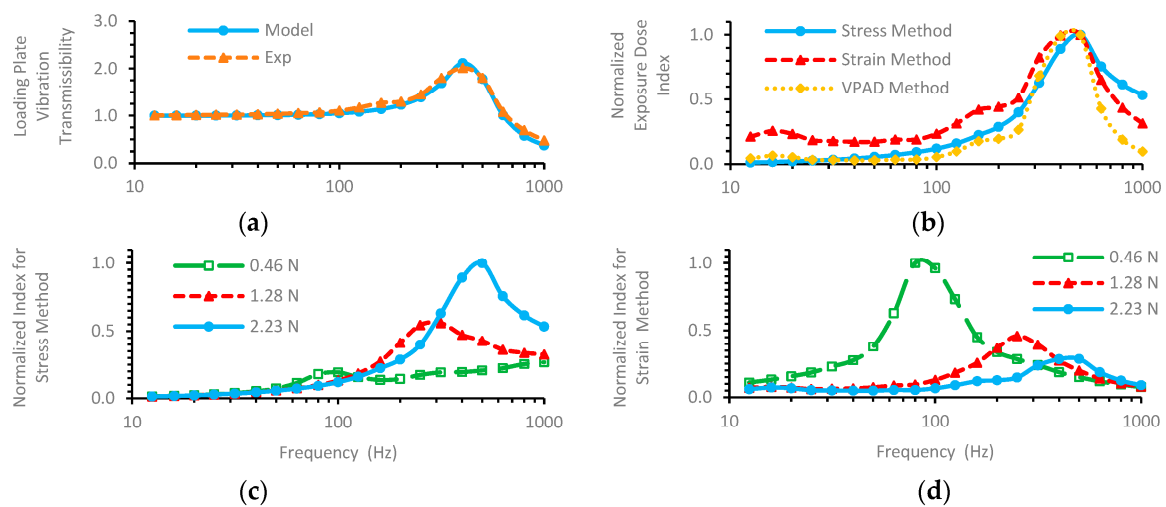 Loading Plate
Vibration
Transmissibility
3.0
2.0
1.0
0.0
Model
Exp
10
100
1000
(a)
Normalized
Exposure Dose
Index
1.0
0.5
0.0
Stress Method
Strain Method
VPAD Method
10
100
1000
(b)
Normalized Index for
Stress Method
1.0
0.5
0.0
0.46 N
1.28 N
2.23 N
10
100
1000
Frequency (Hz)
(c)
Normalized Index for
Strain Method
1.0
0.5
0.0
0.46 N
1.28 N
2.23 N
10
100
1000
Frequency (Hz)
(d)